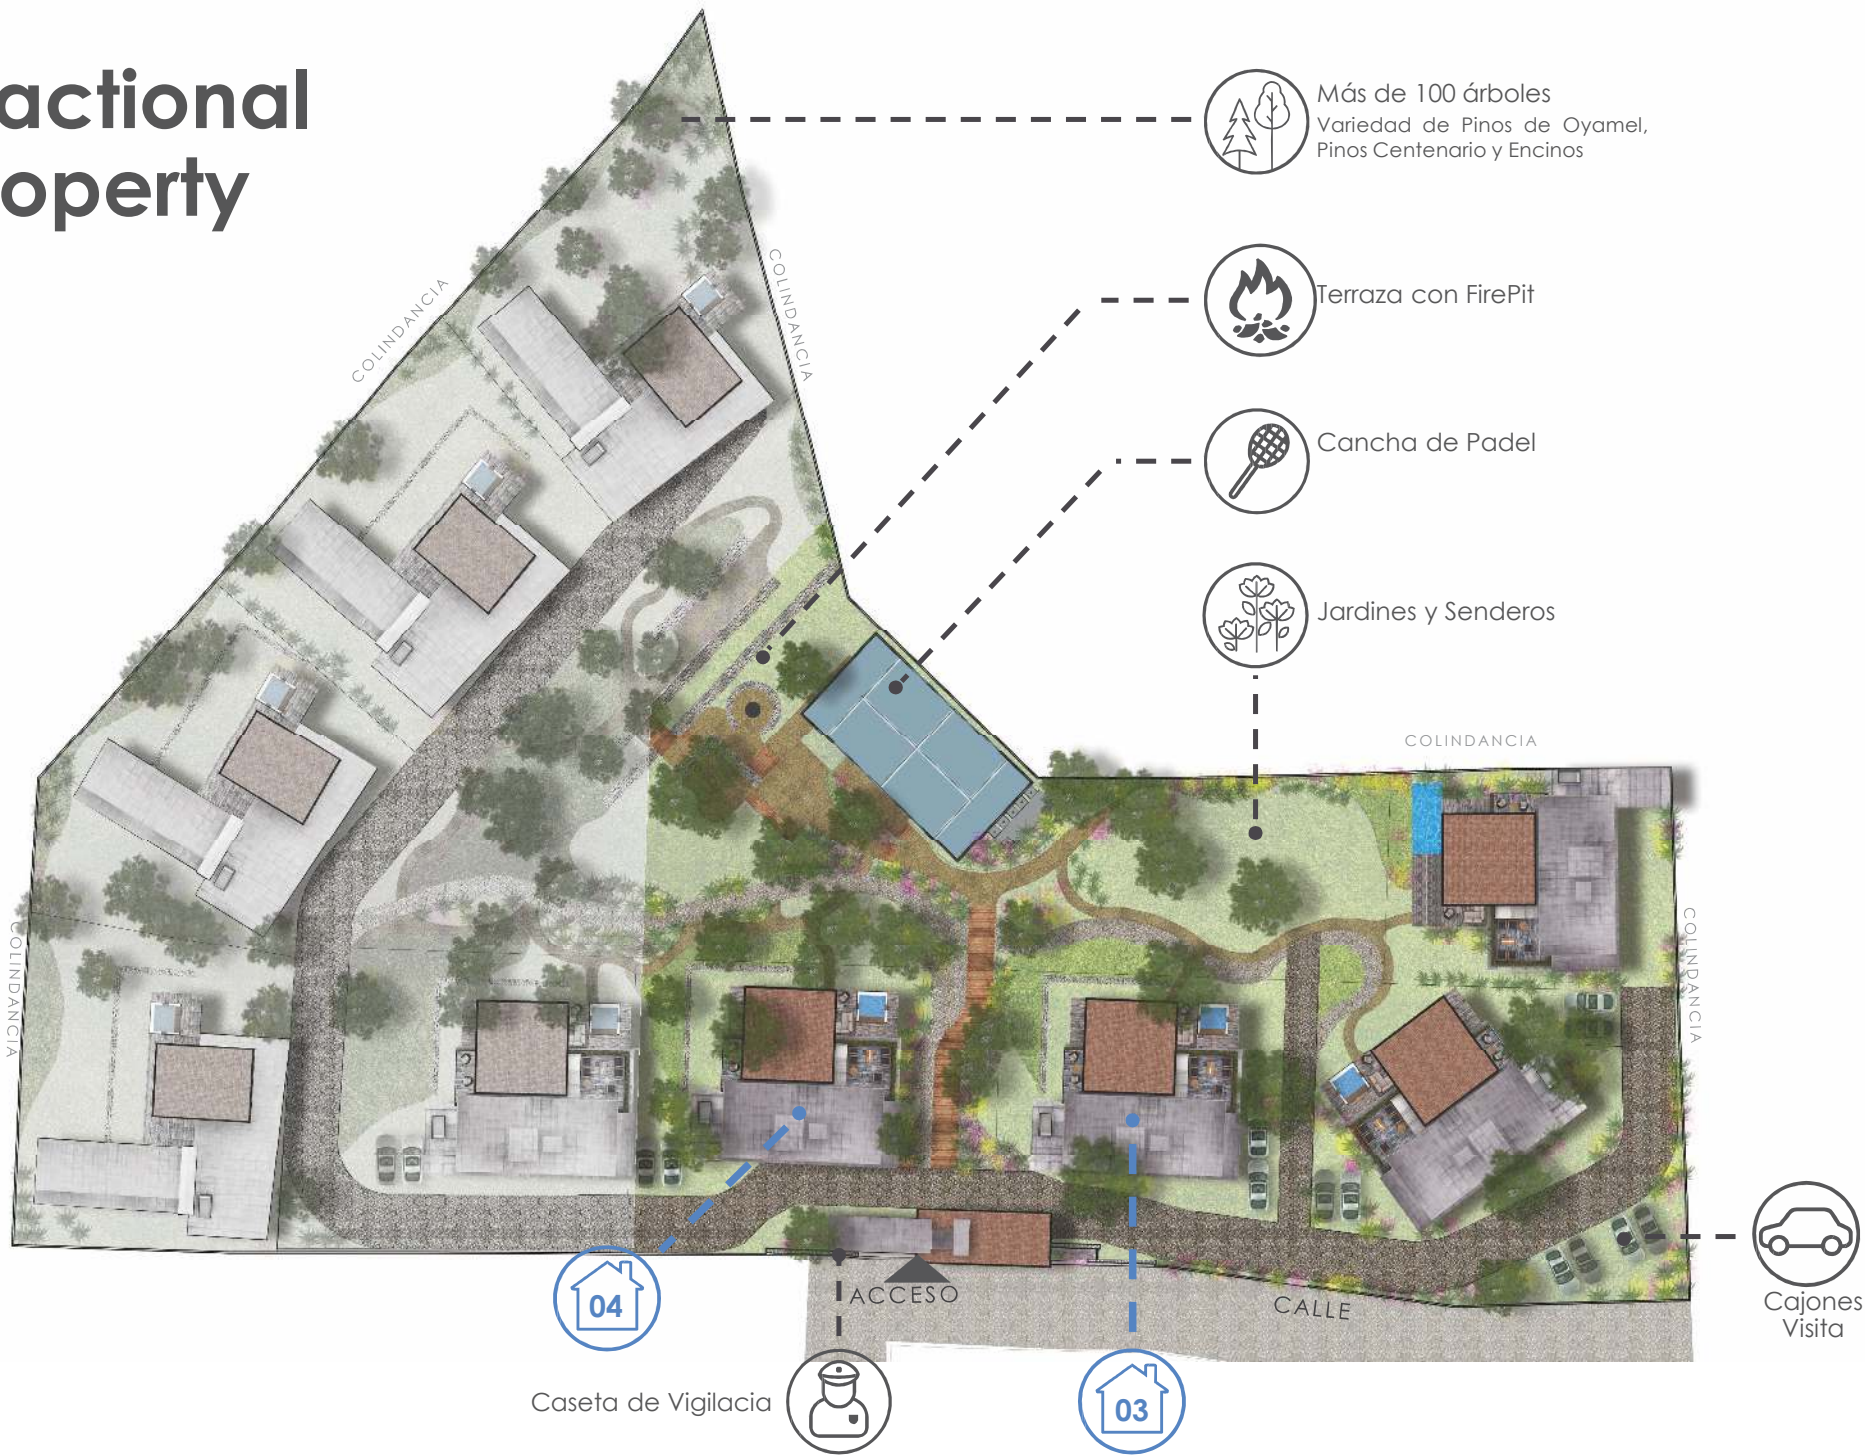 actional
operty
Más de 100 árboles
Variedad de Pinos de Oyamel,
Pinos Centenario y Encinos
COLINDANCIA
COLINDANCIA
Terraza con FirePit
Cancha de Padel
Jardines y Senderos
COLINDANCIA
COLINDANCIA
COLINDANCIA
04
ACCESO
CALLE
Cajones
Visita
Caseta de Vigilacia
03